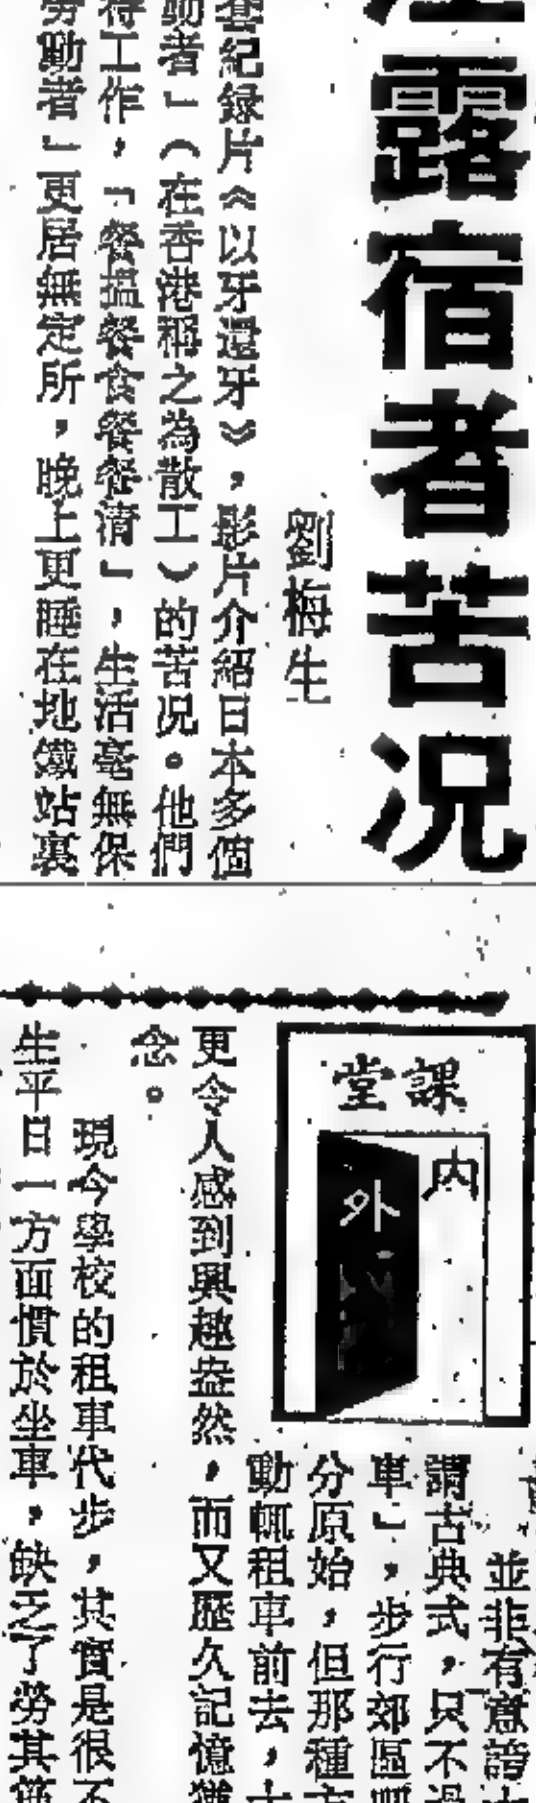 露宿者苦況
劉梅生
套紀録片《以牙還牙》，影片介紹日本多個
動者」（在香港稱之為散工）的苦況。他們
待工作，「餐搵餐食餐餐清」，生活毫無保
勞動者」更居無定所，晚上更睡在地鐵站裏
課堂
內
外
並非有意誇
謂古典式，只不過
車」，步行郊區
分原始，但那種方
動輒租車前去，
更令人感到興趣盎然，而又歷久記憶猶
念。
現今學校的租車代步，其實是很不
生平日一方面慣於坐車，缺乏了勞其筋